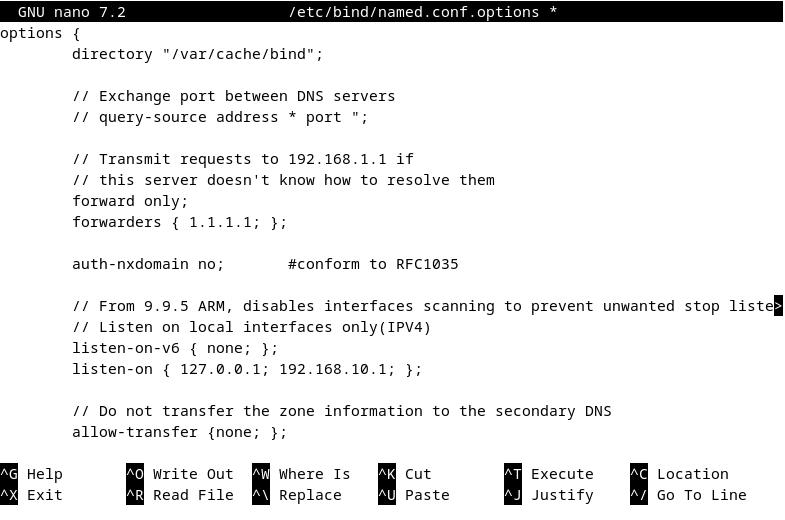 GNU nano 7.2 /etc/bind/named.conf.options *
options {
directory "/var/cache/bind";
// Exchange port between DNS servers
// query-source address * port ";
// Transmit requests to 192.168.1.1 if
// this server doesn't know how to resolve them
forward only;
forwarders { 1.1.1.1; };
auth-nxdomain no; #conform to RFC1035
// From 9.9.5 ARM, disables interfaces scanning to prevent unwanted stop liste>
// Listen on local interfaces only(IPV4)
listen-on-v6 { none; };
listen-on { 127.0.0.1; 192.168.10.1; };
// Do not transfer the zone information to the secondary DNS
allow-transfer {none; };
^G Help ^O Write Out ^W Where Is ^K Cut ^T Execute ^C Location
^X Exit ^R Read File ^\ Replace ^U Paste ^J Justify ^/ Go To Line